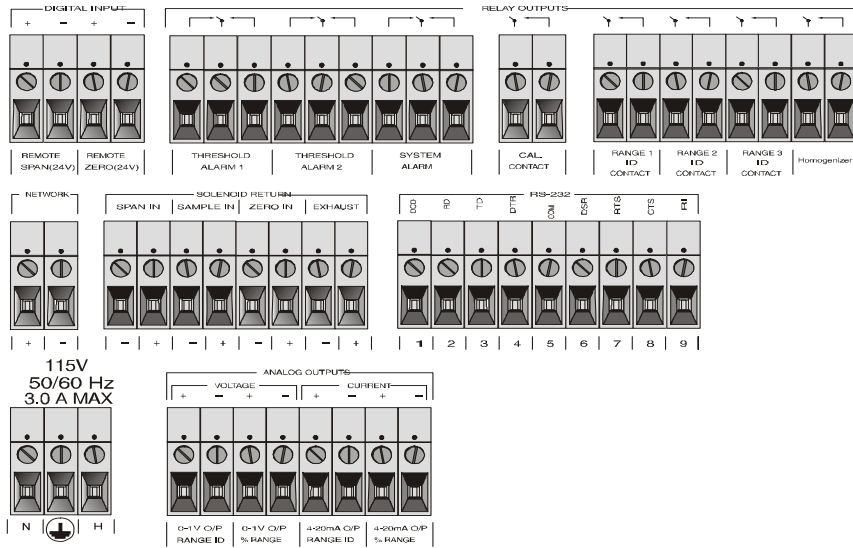 DIGITAL INPUT
RELAY OUTPUTS
+ − + −
REMOTE SPAN(24V)
REMOTE ZERO(24V)
THRESHOLD ALARM 1
THRESHOLD ALARM 2
SYSTEM ALARM
CAL CONTACT
RANGE 1 ID CONTACT
RANGE 2 ID CONTACT
RANGE 3 ID CONTACT
Homogenizer
NETWORK
+ −
SOLENOID RETURN
SPAN IN SAMPLE IN ZERO IN EXHAUST
− + − + − + − +
RS-232
DCD RD TD DTR COM DSR RTS CTS
1 2 3 4 5 6 7 8 9
115V
50/60 Hz
3.0 A MAX
N H
ANALOG OUTPUTS
VOLTAGE CURRENT
+ − + − + − + −
0-1V O/P RANGE ID
0-1V O/P % RANGE
4-20mA O/P RANGE ID
4-20mA O/P % RANGE